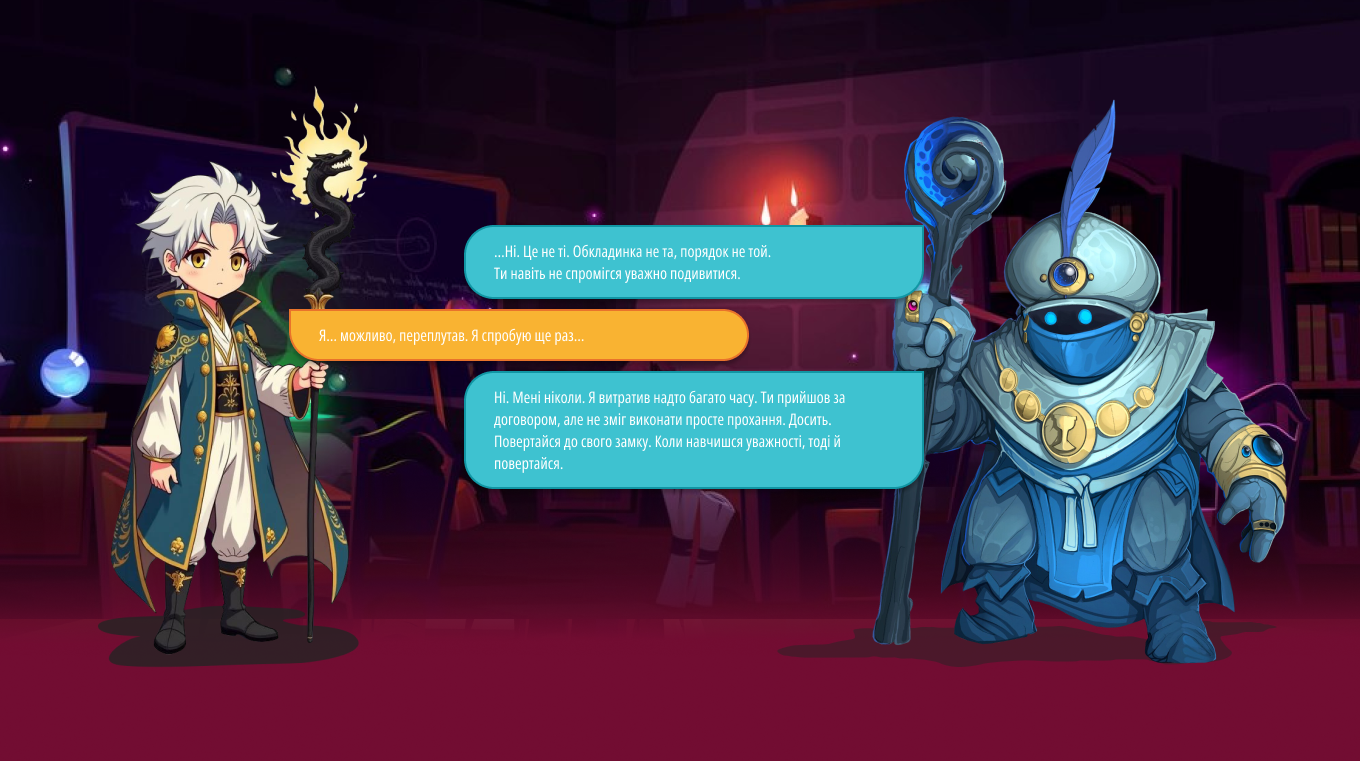 ...Ні. Це не ті. Обкладинка не та, порядок не той.
Ти навіть не спромігся уважно подивитися.
Я... можливо, переплутав. Я спробую ще раз...
Ні. Мені ніколи. Я витратив надто багато часу. Ти прийшов за
договором, але не зміг виконати просте прохання. Досить.
Повертайся до свого замку. Коли навчишся уважності, тоді й
повертайся.